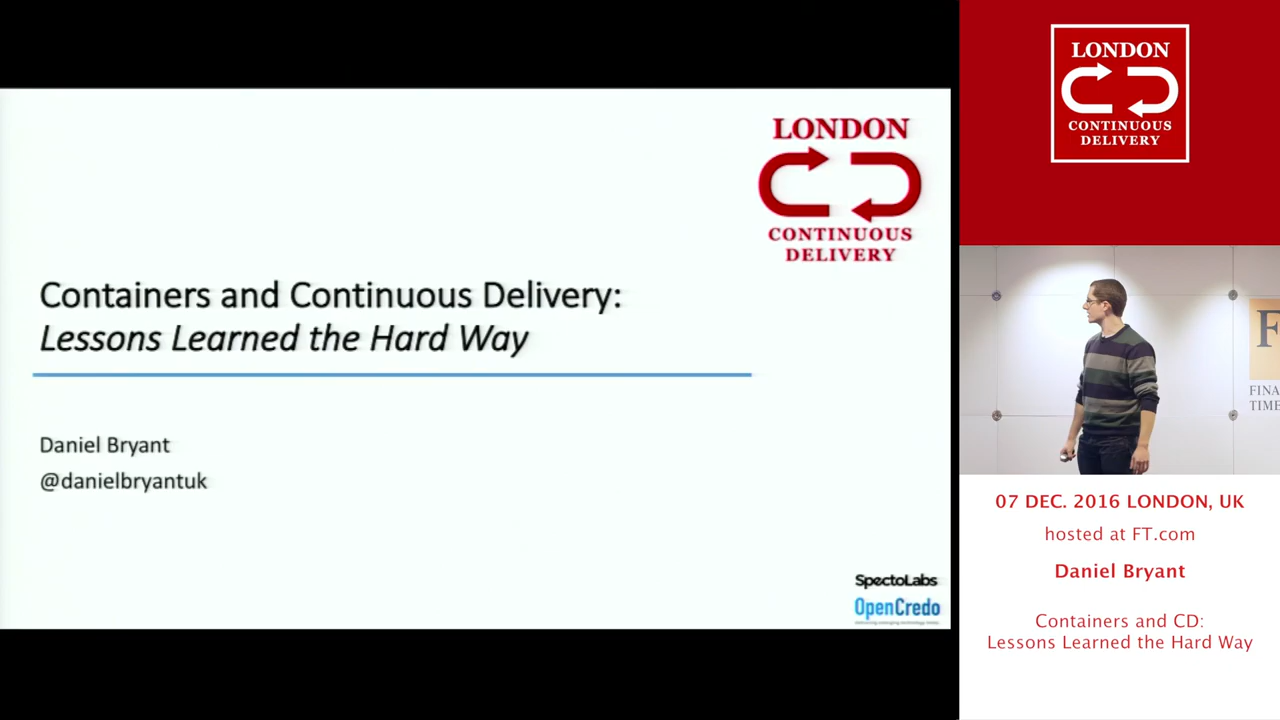 LONDON
CONTINUOUS
DELIVERY
Containers and Continuous Delivery:
Lessons Learned the Hard Way
Daniel Bryant
@danielbryantuk
SpectoLabs
OpenCredo
LONDON
CONTINUOUS
DELIVERY
F
FINA
TIME
07 DEC. 2016 LONDON, UK
hosted at FT.com
Daniel Bryant
Containers and CD:
Lessons Learned the Hard Way